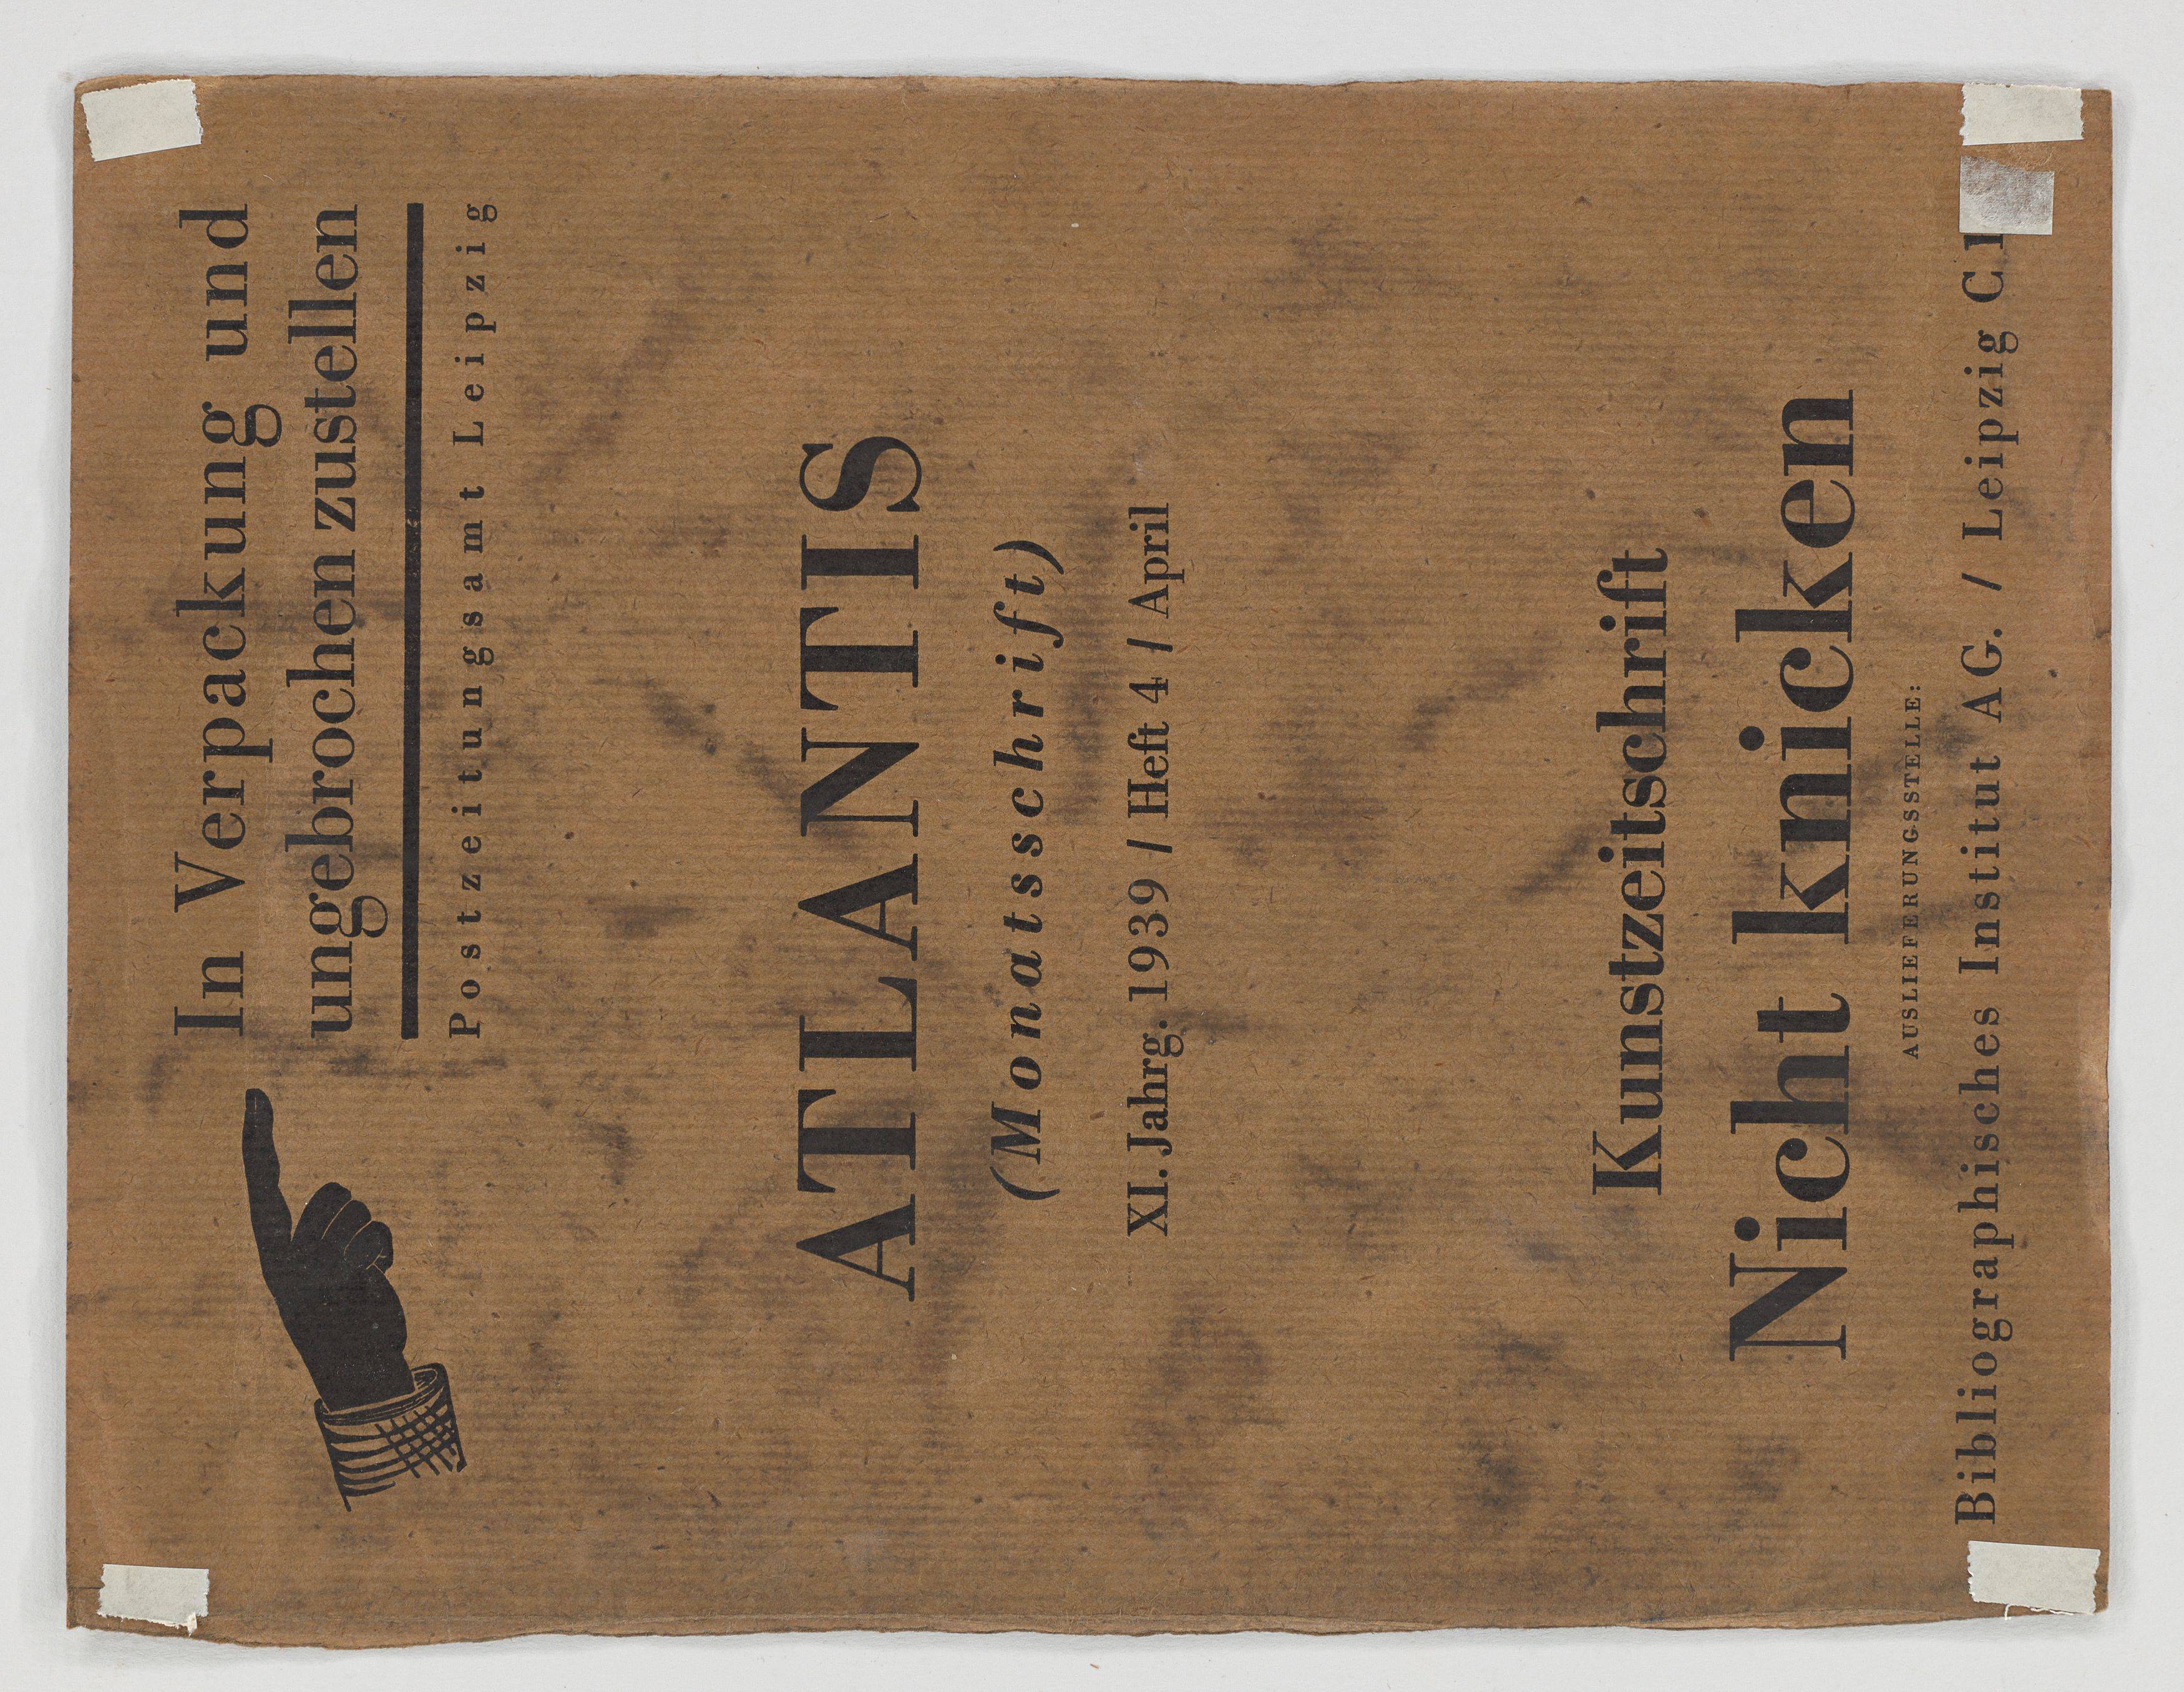 In Verpackung und
ungebrochen zustellen
Postzeitungsamt Leipzig
ATLANTIS
(Monatsschrift)
XI. Jahrg. 1939 / Heft 4 / April
Kunstzeitschrift
Nicht knicken
AUSLIEFERUNGSSTELLE:
Bibliographisches Institut AG. / Leipzig